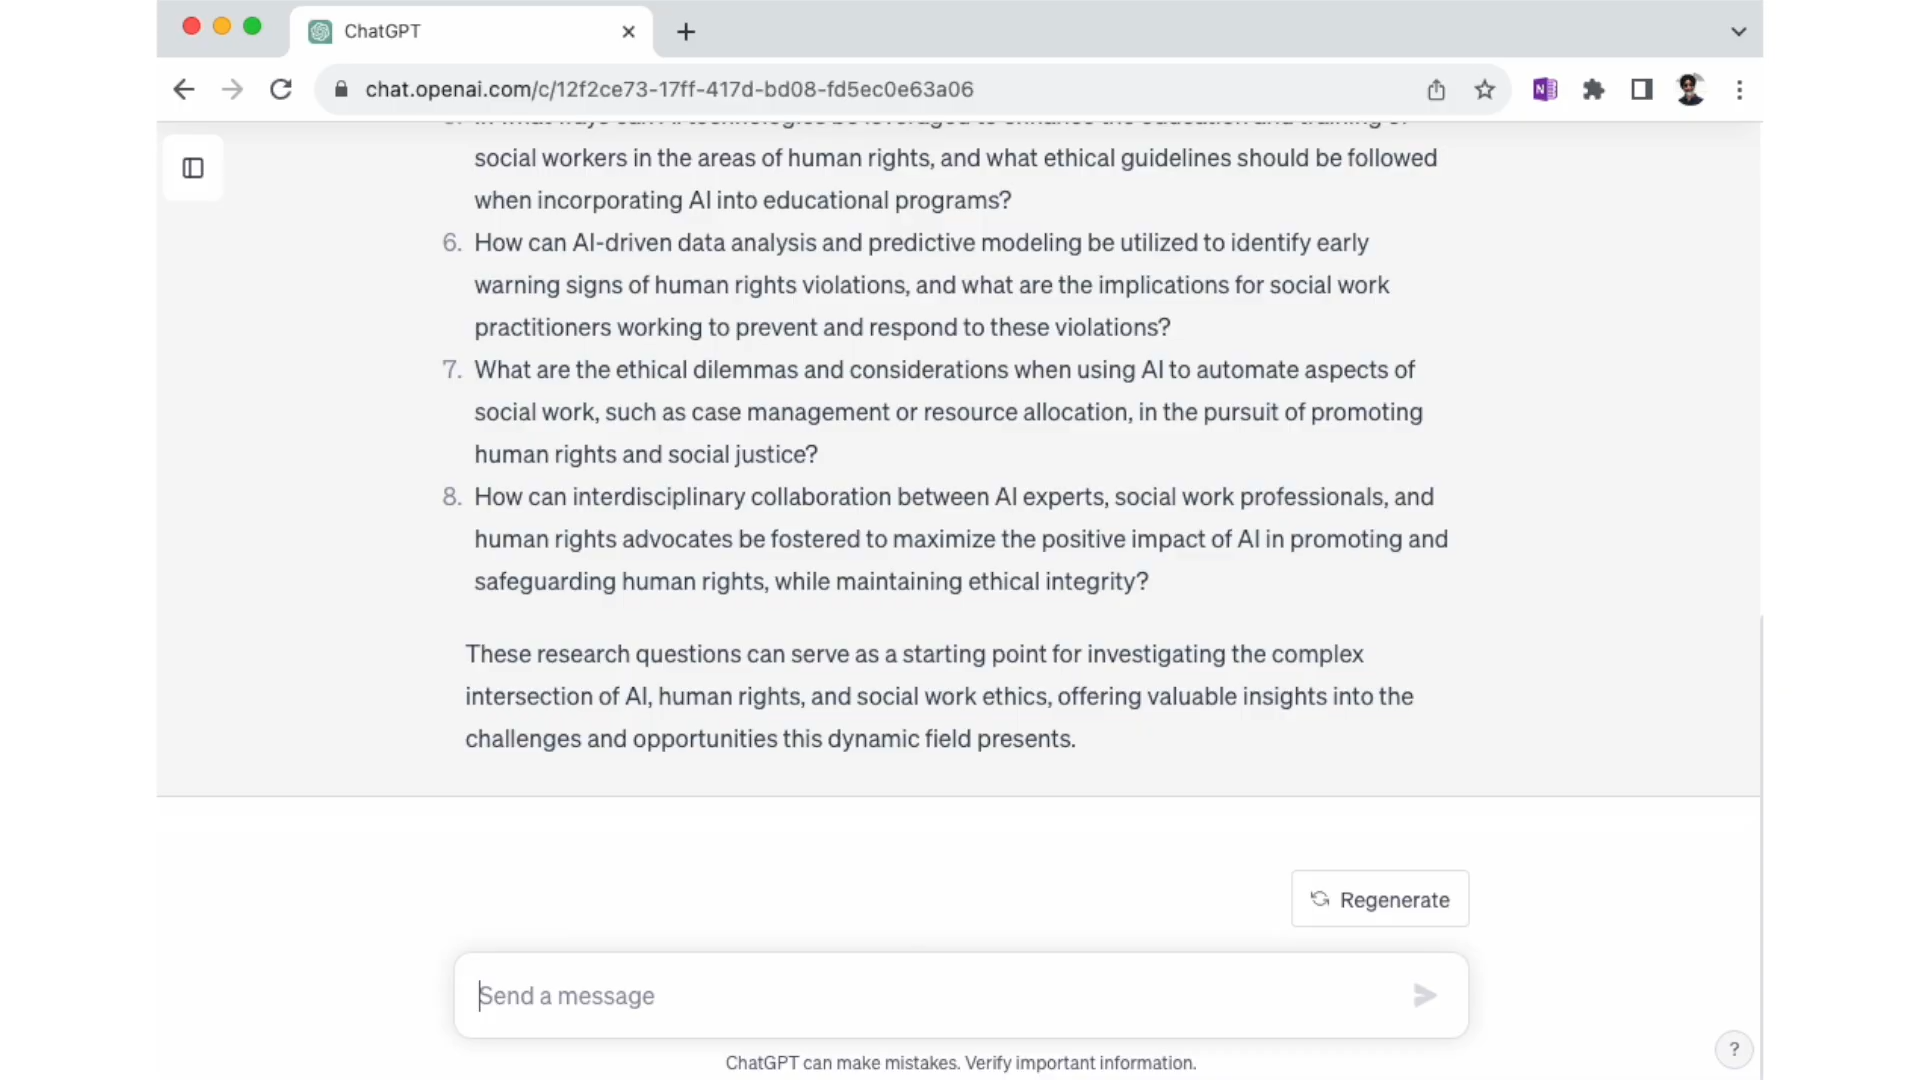 ChatGPT
chat.openai.com/c/12f2ce73-17ff-417d-bd08-fd5ec0e63a06
N
social workers in the areas of human rights, and what ethical guidelines should be followed
when incorporating AI into educational programs?
6. How can AI-driven data analysis and predictive modeling be utilized to identify early
warning signs of human rights violations, and what are the implications for social work
practitioners working to prevent and respond to these violations?
7. What are the ethical dilemmas and considerations when using AI to automate aspects of
social work, such as case management or resource allocation, in the pursuit of promoting
human rights and social justice?
8. How can interdisciplinary collaboration between AI experts, social work professionals, and
human rights advocates be fostered to maximize the positive impact of AI in promoting and
safeguarding human rights, while maintaining ethical integrity?
These research questions can serve as a starting point for investigating the complex
intersection of AI, human rights, and social work ethics, offering valuable insights into the
challenges and opportunities this dynamic field presents.
Regenerate
Send a message
ChatGPT can make mistakes. Verify important information.
?